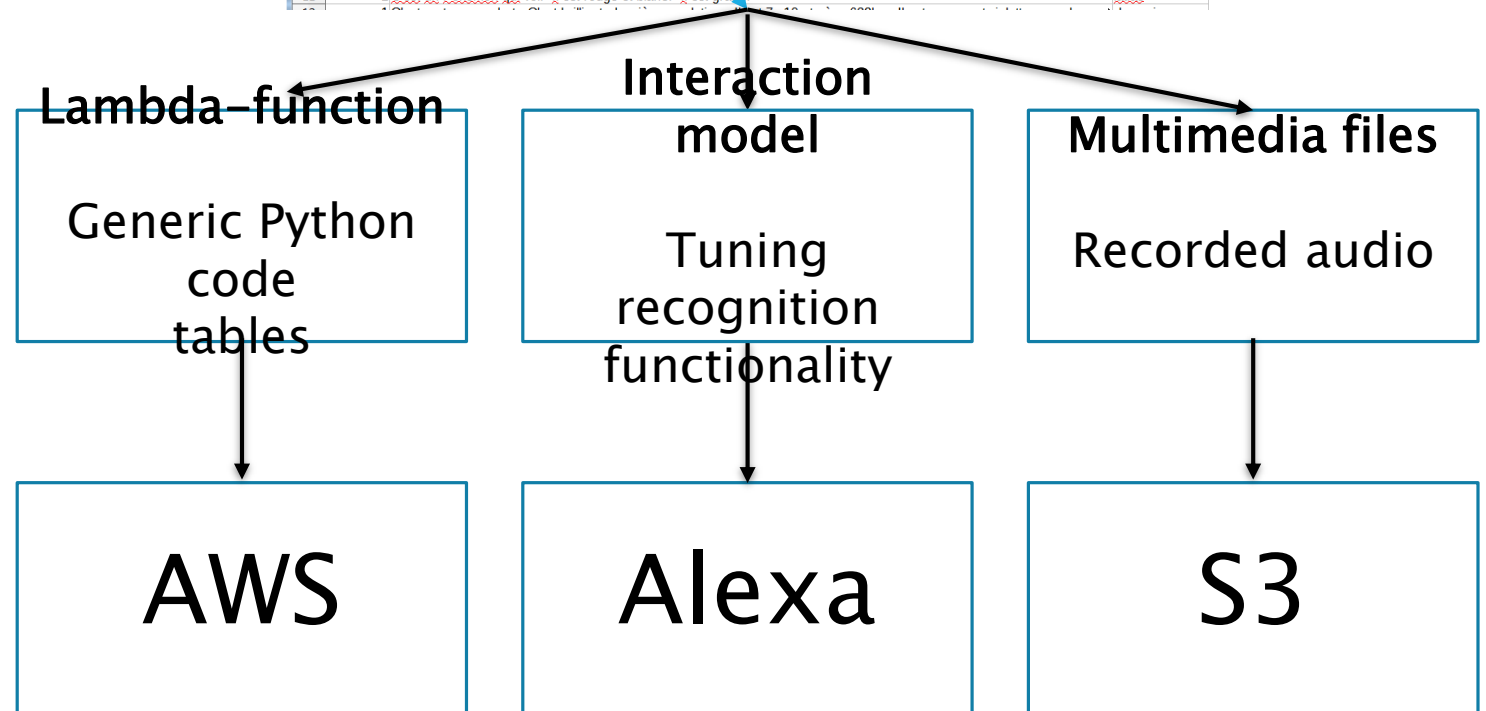 Lambda-function
Generic Python
code
tables
Interaction
model
Tuning
recognition
functionality
Multimedia files
Recorded audio
AWS
Alexa
S3